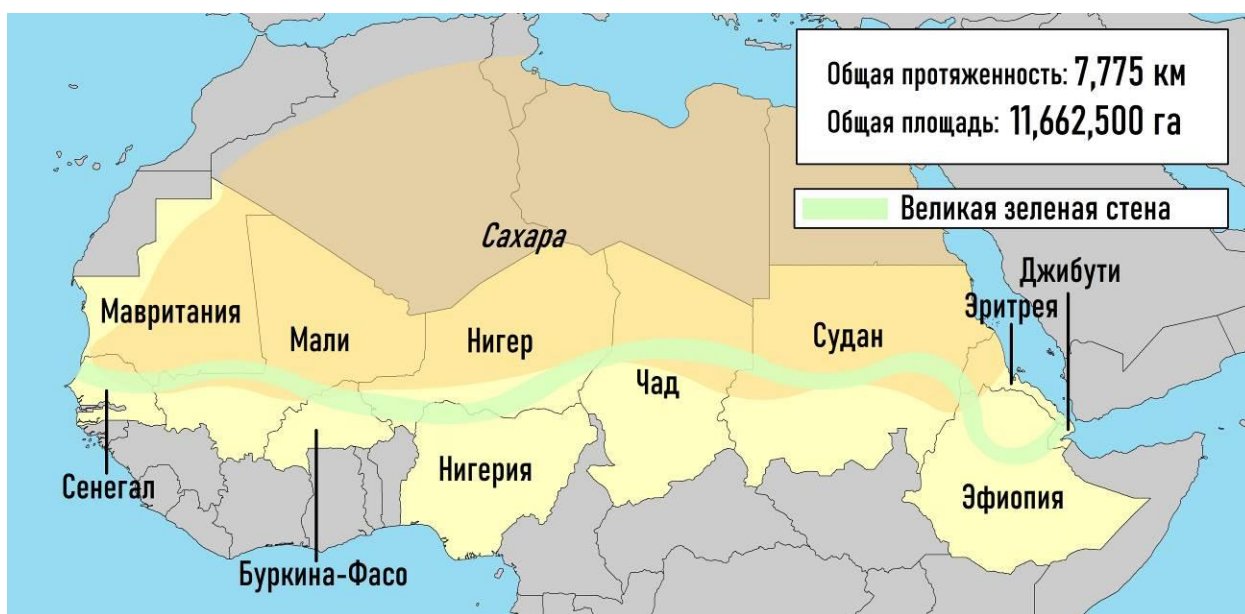 Общая протяженность: 7,775 км
Общая площадь: 11,662,500 га
Великая зеленая стена
Сахара
Джибути
Эритрея
Мавритания
Мали
Нигер
Судан
Чад
Сенегал
Нигерия
Эфиопия
Буркина-Фасо